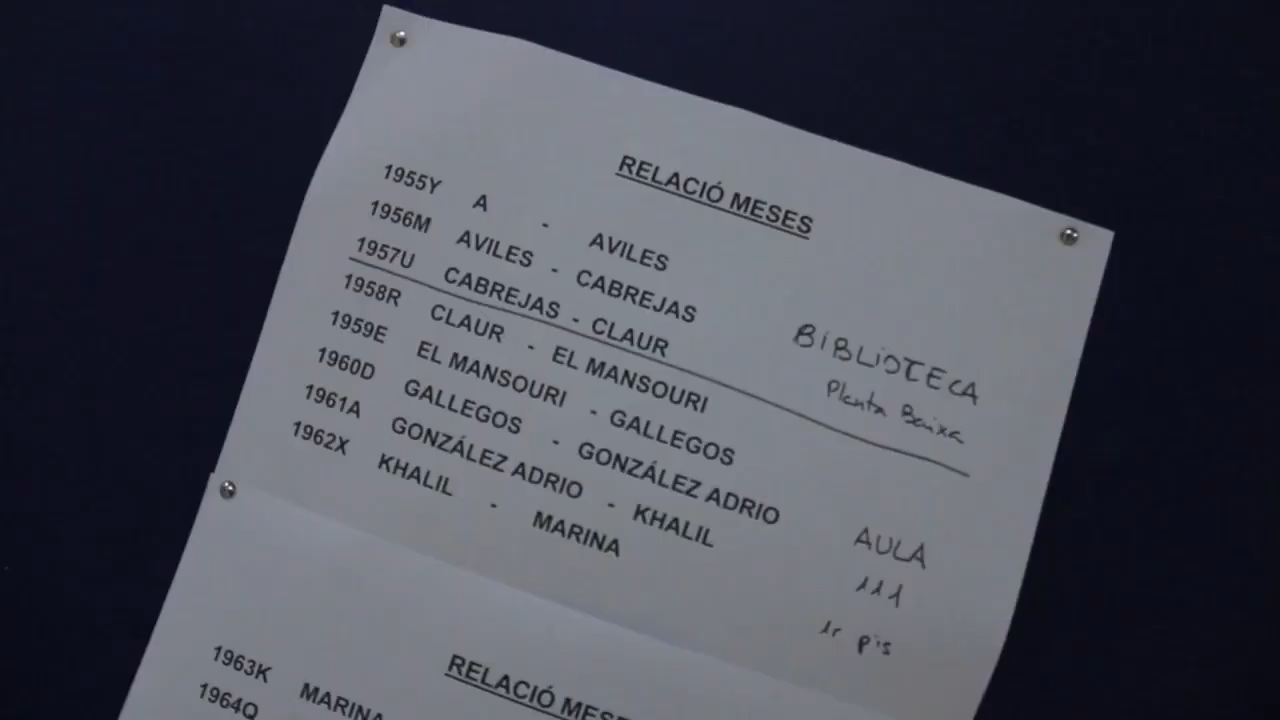 RELACIÓ MESES
1955Y A - AVILES
1956M AVILES - CABREJAS
1957U CABREJAS - CLAUR
1958R CLAUR - EL MANSOURI
1959E EL MANSOURI - GALLEGOS
1960D GALLEGOS - GONZÁLEZ ADRIO
1961A GONZÁLEZ ADRIO - KHALIL
1962X KHALIL - MARINA
BIBLIOTECA
Planta Baixa
AULA
111
1r pis
RELACIÓ MESE
1963K MARINA
1964Q